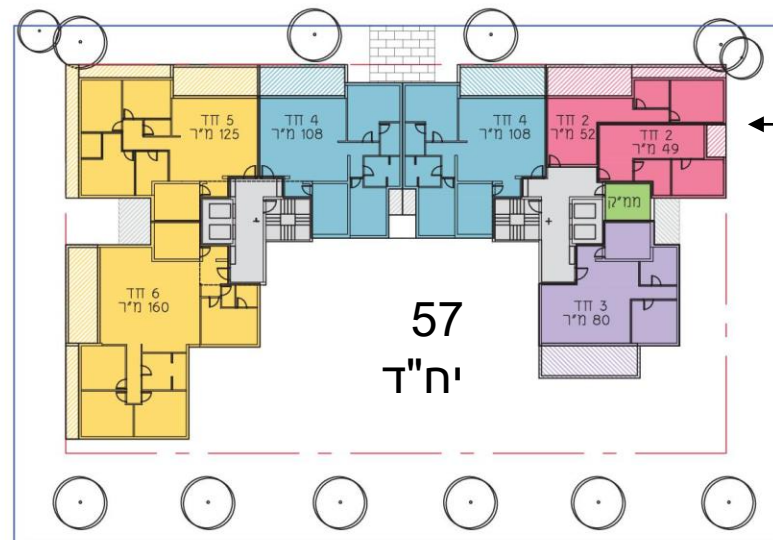 5 חד
125 מ"ר
4 חד
108 מ"ר
4 חד
108 מ"ר
2 חד
52 מ"ר
2 חד
49 מ"ר
ממ"ק
6 חד
160 מ"ר
3 חד
80 מ"ר
57
יח"ד